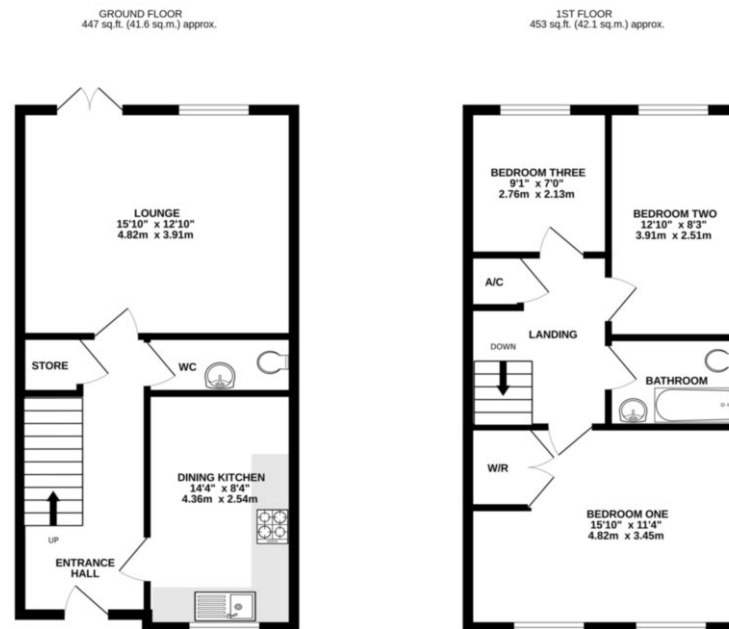 GROUND FLOOR
447 sq.ft. (41.6 sq.m.) approx.
LOUNGE
15'10" x 12'10"
4.82m x 3.91m
STORE
WC
DINING KITCHEN
14'4" x 8'4"
4.36m x 2.54m
UP
ENTRANCE
HALL
1ST FLOOR
453 sq.ft. (42.1 sq.m.) approx.
BEDROOM THREE
9'1" x 7'0"
2.76m x 2.13m
BEDROOM TWO
12'10" x 8'3"
3.91m x 2.51m
A/C
LANDING
DOWN
BATHROOM
W/R
BEDROOM ONE
15'10" x 11'4"
4.82m x 3.45m